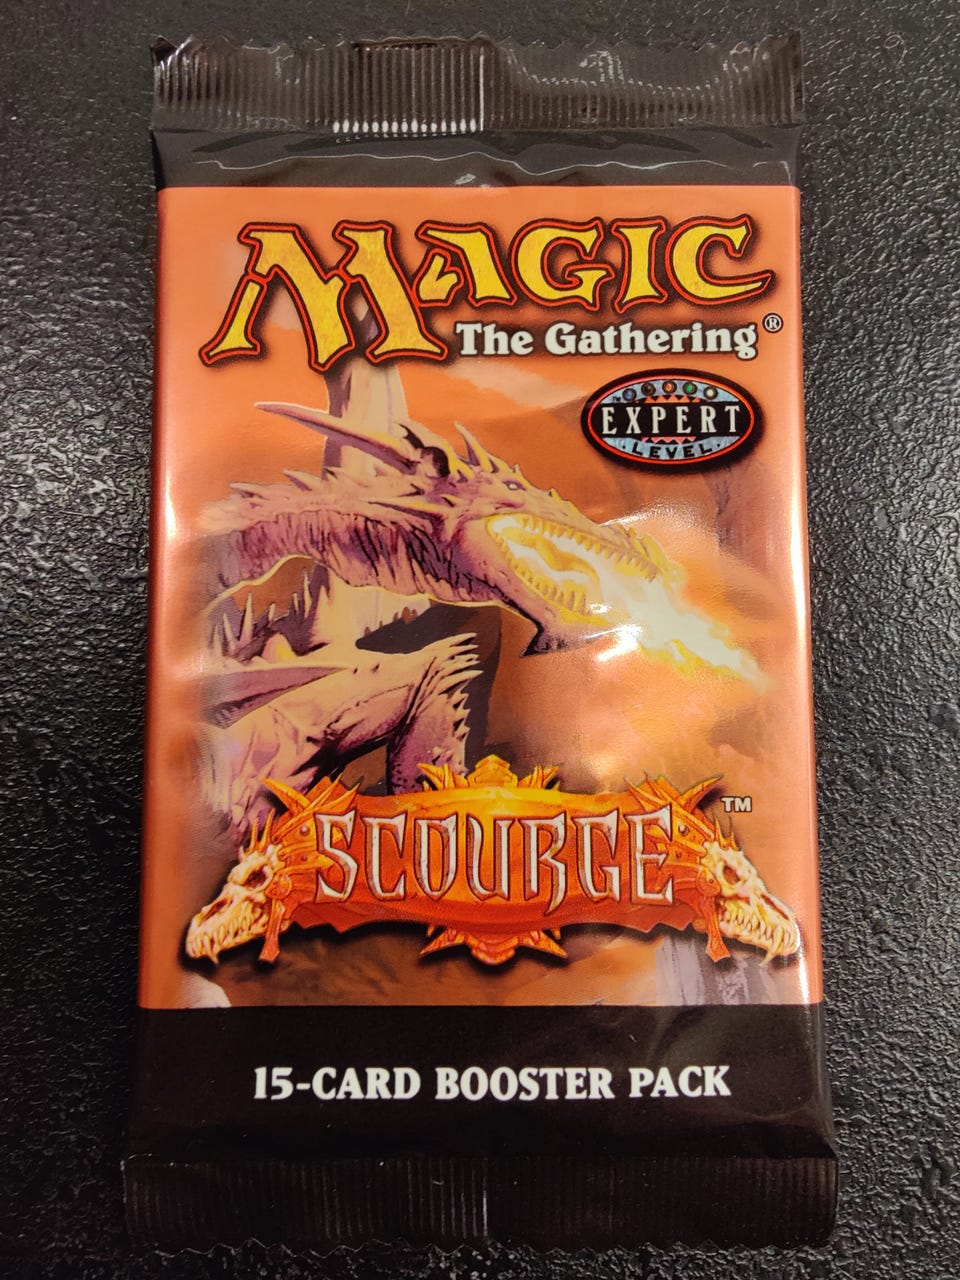 MAGIC
The Gathering®
EXPERT
LEVEL
SCOURGE™
15-CARD BOOSTER PACK